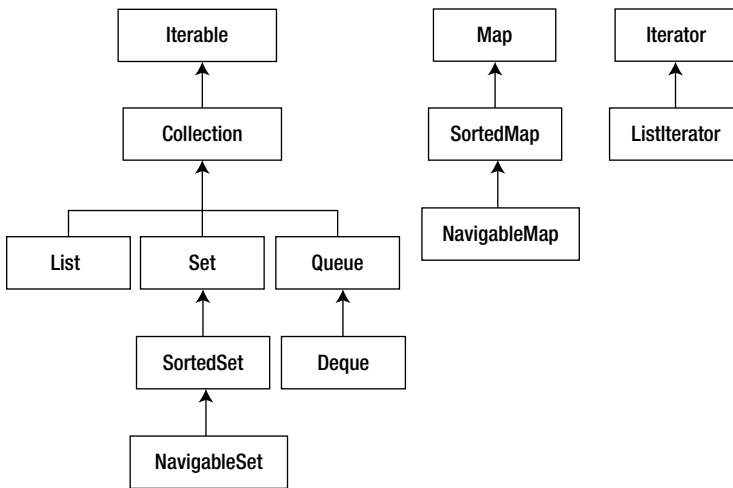 Iterable
Map
Iterator
Collection
SortedMap
ListIterator
NavigableMap
List
Set
Queue
SortedSet
Deque
NavigableSet